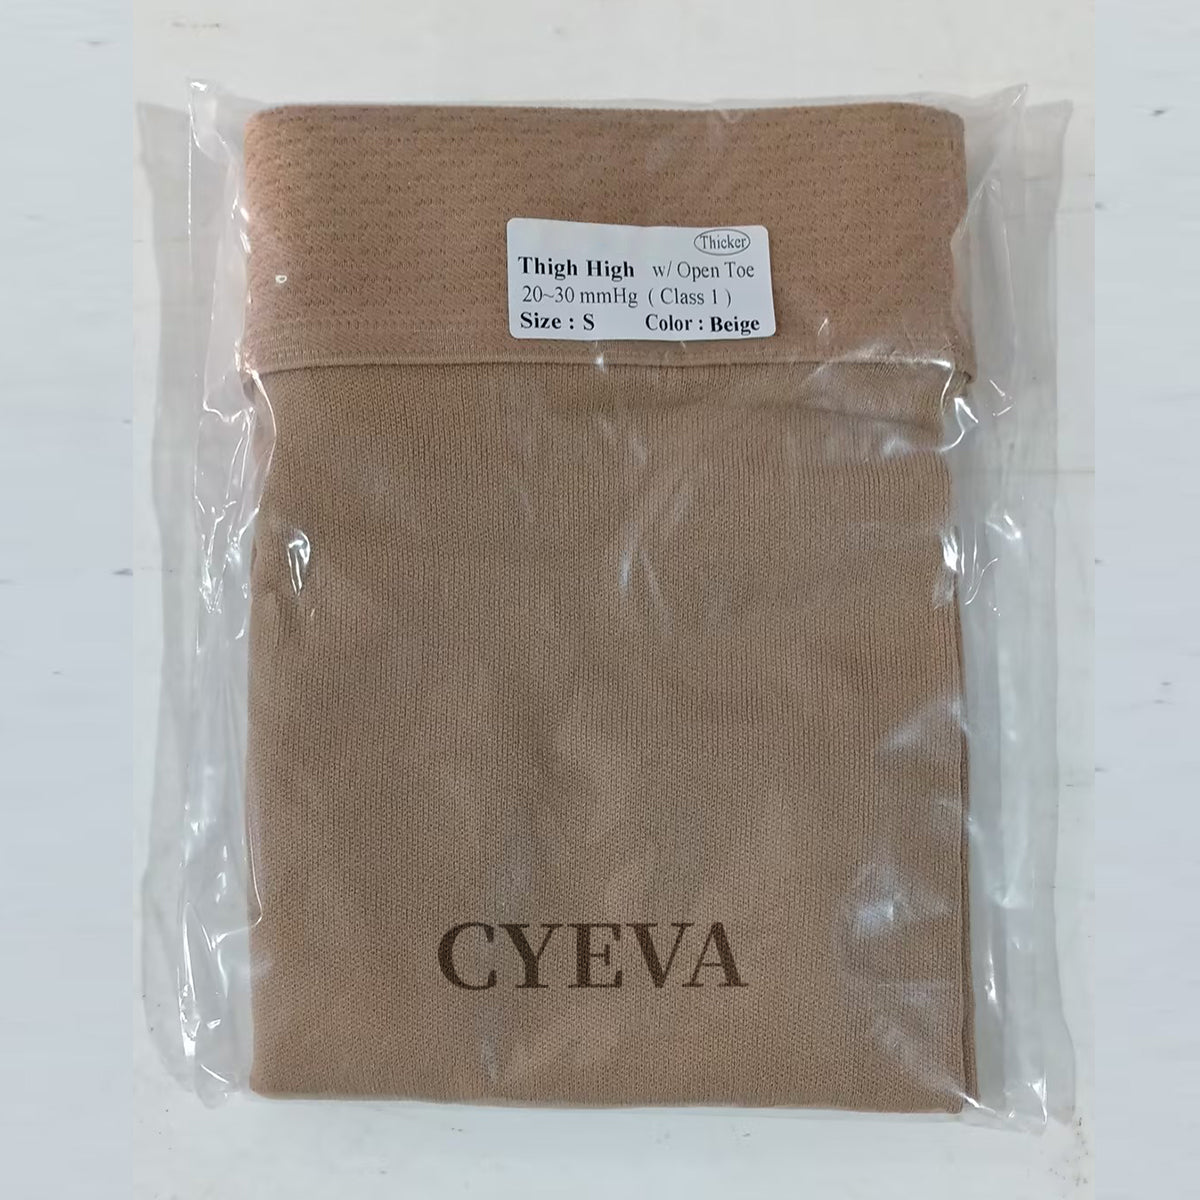 Thicker
Thigh High w/ Open Toe
20~30 mmHg ( Class 1 )
Size : S Color : Beige
CYEVA